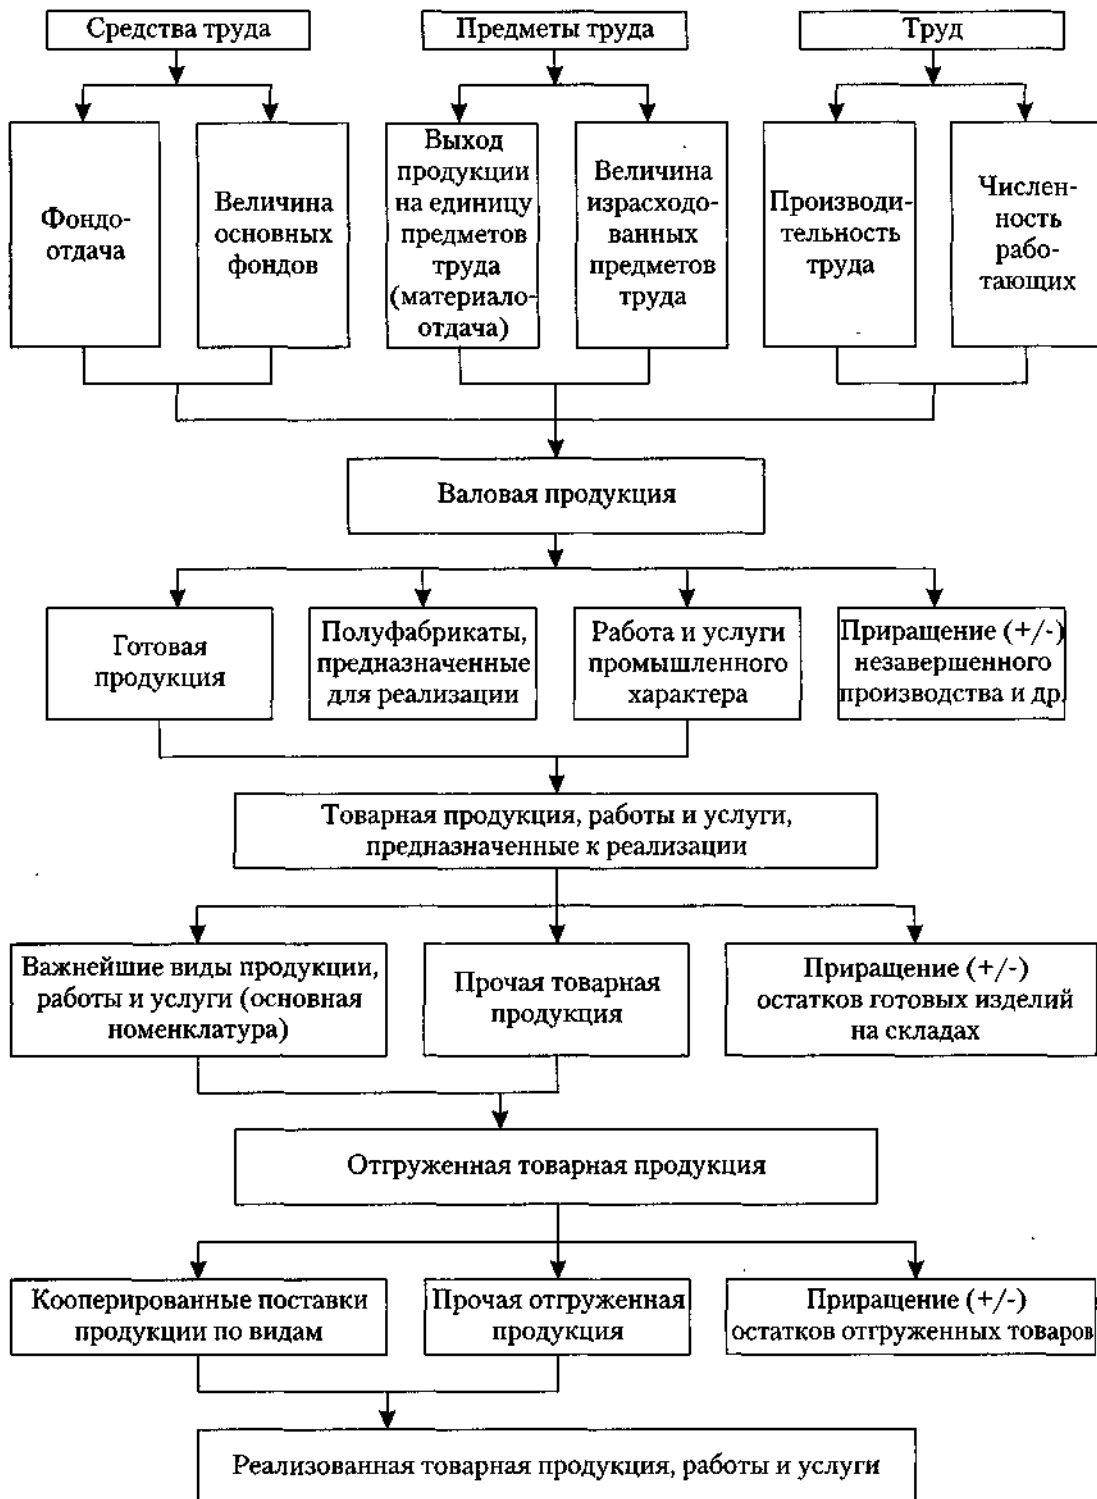 Средства труда
Предметы труда
Труд
Фондо-
отдача
Величина
основных
фондов
Выход
продукции
на единицу
предметов
труда
(материало-
отдача)
Величина
израсходо-
ванных
предметов
труда
Производи-
тельность
труда
Числен-
ность
рабо-
тающих
Валовая продукция
Готовая
продукция
Полуфабрикаты,
предназначенные
для реализации
Работа и услуги
промышленного
характера
Приращение (+/-)
незавершенного
производства и др.
Товарная продукция, работы и услуги,
предназначенные к реализации
Важнейшие виды продукции,
работы и услуги (основная
номенклатура)
Прочая товарная
продукция
Приращение (+/-)
остатков готовых изделий
на складах
Отгруженная товарная продукция
Кооперированные поставки
продукции по видам
Прочая отгруженная
продукция
Приращение (+/-)
остатков отгруженных товаров
Реализованная товарная продукция, работы и услуги